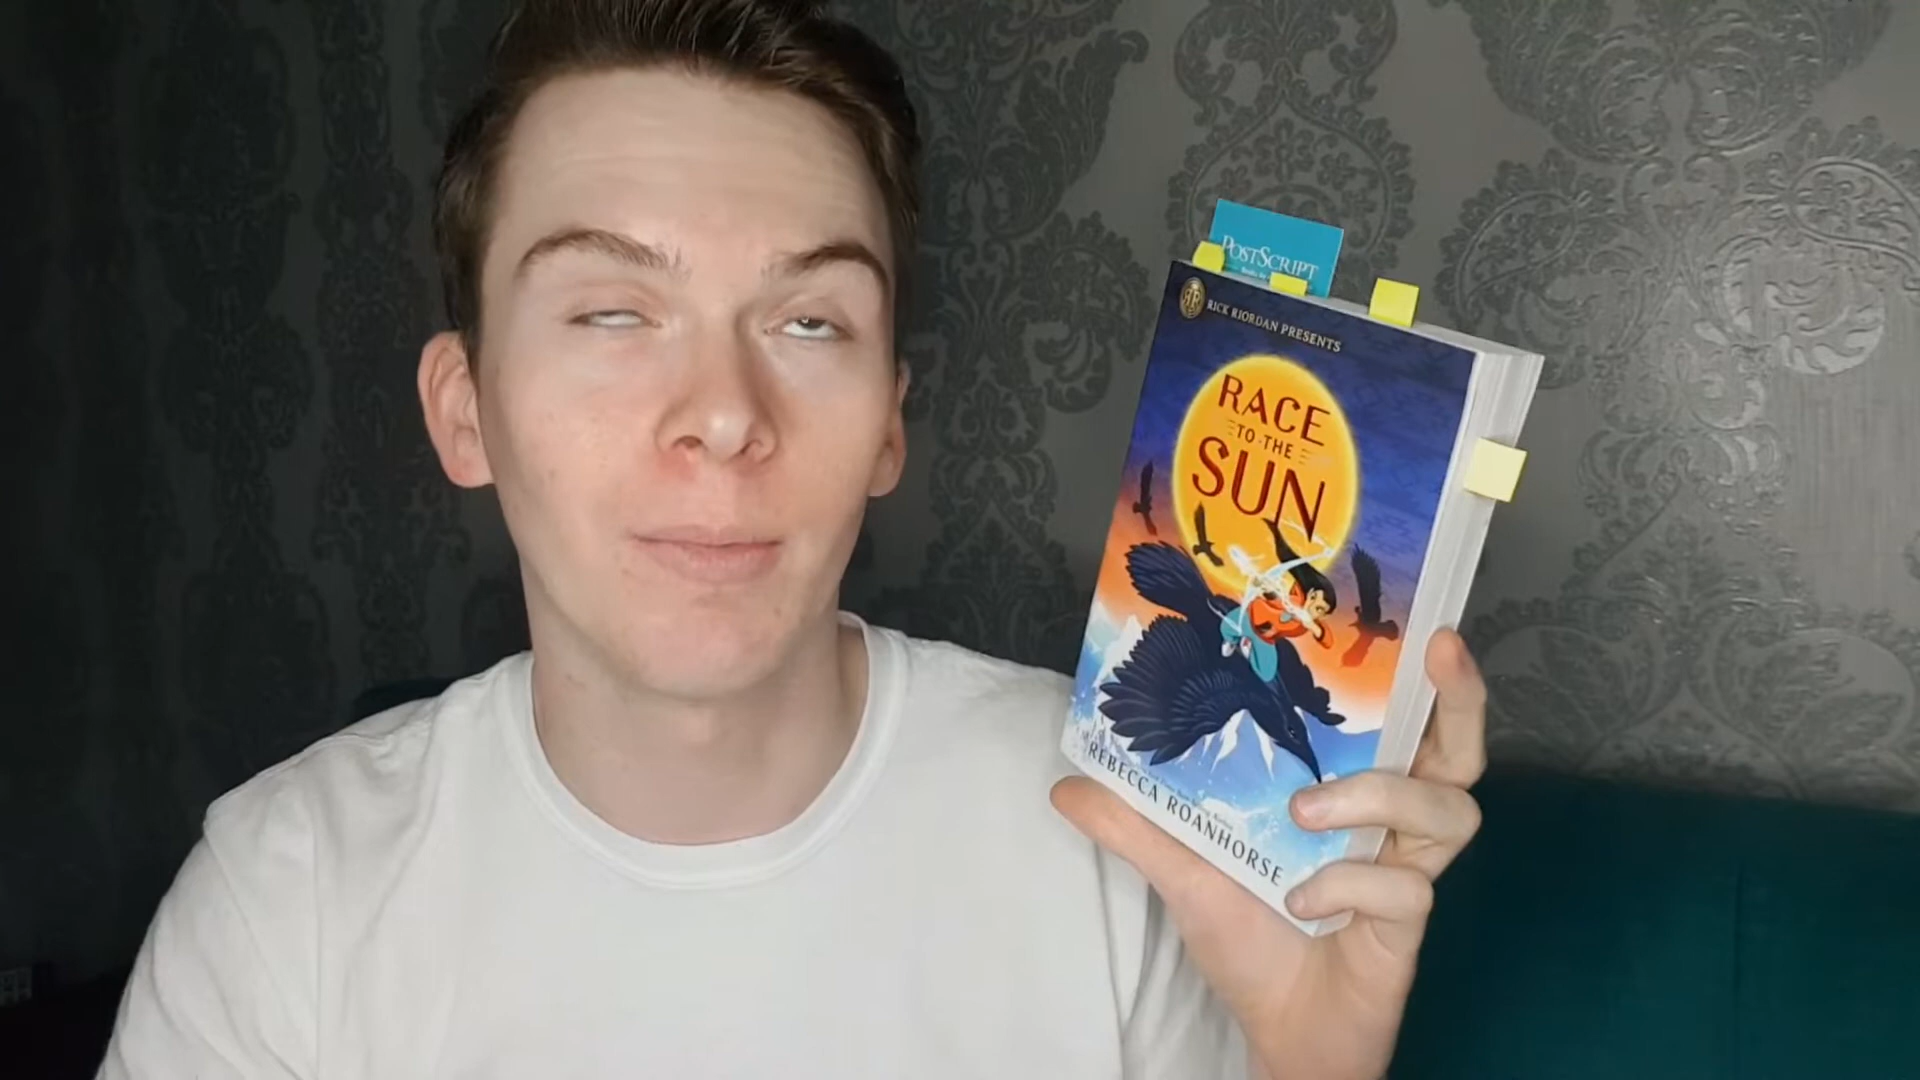 POSTSCRIPT
RICK RIORDAN PRESENTS
RACE
TO THE
SUN
REBECCA ROANHORSE